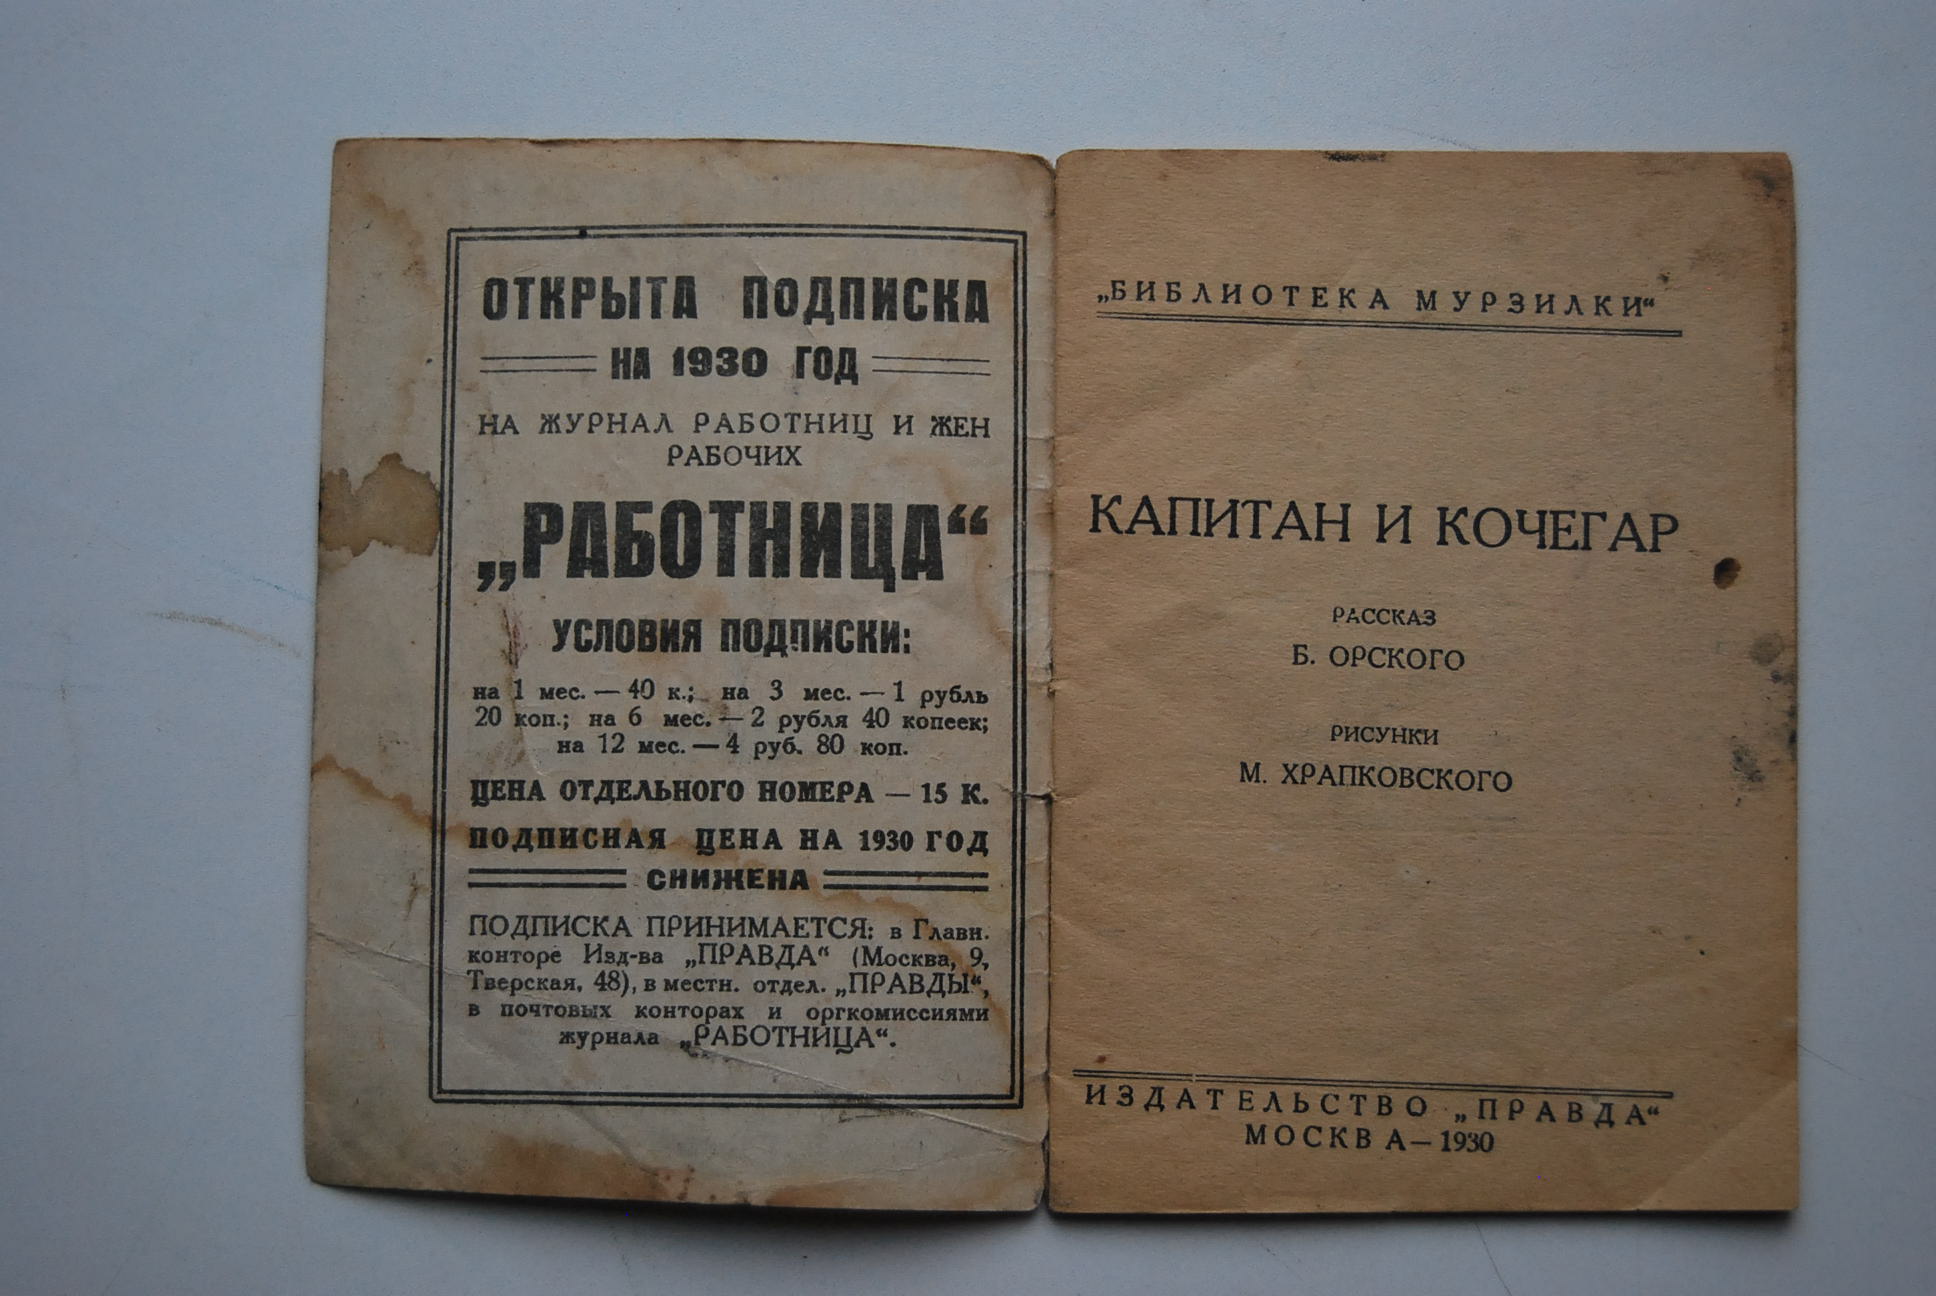 ОТКРЫТА ПОДПИСКА
НА 1930 ГОД
НА ЖУРНАЛ РАБОТНИЦ И ЖЕН
РАБОЧИХ
„РАБОТНИЦА“
УСЛОВИЯ ПОДПИСКИ:
на 1 мес. — 40 к.; на 3 мес. — 1 рубль
20 коп.; на 6 мес. — 2 рубля 40 копеек;
на 12 мес. — 4 руб. 80 коп.
ЦЕНА ОТДЕЛЬНОГО НОМЕРА — 15 К.
ПОДПИСНАЯ ЦЕНА НА 1930 ГОД
СНИЖЕНА
ПОДПИСКА ПРИНИМАЕТСЯ: в Главн.
конторе Изд-ва „ПРАВДА“ (Москва, 9,
Тверская, 48), в местн. отдел. „ПРАВДЫ“,
в почтовых конторах и оргкомиссиями
журнала „РАБОТНИЦА“.
„БИБЛИОТЕКА МУРЗИЛКИ“
КАПИТАН И КОЧЕГАР
РАССКАЗ
Б. ОРСКОГО
РИСУНКИ
М. ХРАПКОВСКОГО
ИЗДАТЕЛЬСТВО „ПРАВДА“
МОСКВА — 1930